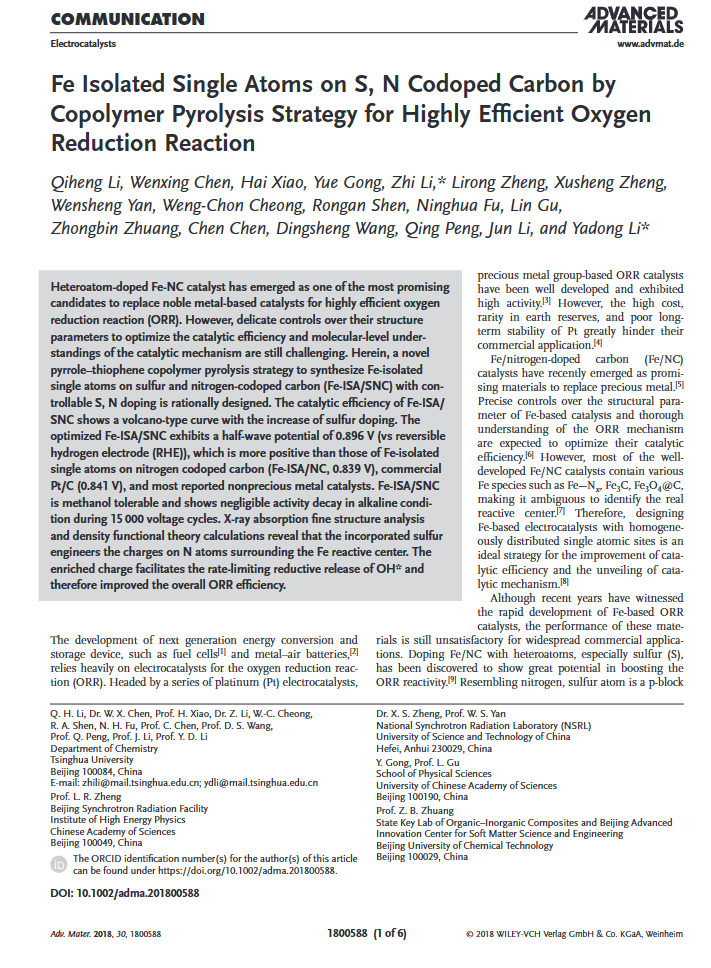 COMMUNICATION
ADVANCED
MATERIALS
Electrocatalysts
www.advmat.de
Fe Isolated Single Atoms on S, N Codoped Carbon by
Copolymer Pyrolysis Strategy for Highly Efficient Oxygen
Reduction Reaction
Qiheng Li, Wenxing Chen, Hai Xiao, Yue Gong, Zhi Li,* Lirong Zheng, Xusheng Zheng,
Wensheng Yan, Weng-Chon Cheong, Rongan Shen, Ninghua Fu, Lin Gu,
Zhongbin Zhuang, Chen Chen, Dingsheng Wang, Qing Peng, Jun Li, and Yadong Li*
Heteroatom-doped Fe-NC catalyst has emerged as one of the most promising
candidates to replace noble metal-based catalysts for highly efficient oxygen
reduction reaction (ORR). However, delicate controls over their structure
parameters to optimize the catalytic efficiency and molecular-level under-
standings of the catalytic mechanism are still challenging. Herein, a novel
pyrrole–thiophene copolymer pyrolysis strategy to synthesize Fe-isolated
single atoms on sulfur and nitrogen-codoped carbon (Fe-ISA/SNC) with con-
trollable S, N doping is rationally designed. The catalytic efficiency of Fe-ISA/
SNC shows a volcano-type curve with the increase of sulfur doping. The
optimized Fe-ISA/SNC exhibits a half-wave potential of 0.896 V (vs reversible
hydrogen electrode (RHE)), which is more positive than those of Fe-isolated
single atoms on nitrogen codoped carbon (Fe-ISA/NC, 0.839 V), commercial
Pt/C (0.841 V), and most reported nonprecious metal catalysts. Fe-ISA/SNC
is methanol tolerable and shows negligible activity decay in alkaline condi-
tion during 15 000 voltage cycles. X-ray absorption fine structure analysis
and density functional theory calculations reveal that the incorporated sulfur
engineers the charges on N atoms surrounding the Fe reactive center. The
enriched charge facilitates the rate-limiting reductive release of OH* and
therefore improved the overall ORR efficiency.
The development of next generation energy conversion and
storage device, such as fuel cells[1] and metal–air batteries,[2]
relies heavily on electrocatalysts for the oxygen reduction reac-
tion (ORR). Headed by a series of platinum (Pt) electrocatalysts,
precious metal group-based ORR catalysts
have been well developed and exhibited
high activity.[3] However, the high cost,
rarity in earth reserves, and poor long-
term stability of Pt greatly hinder their
commercial application.[4]
Fe/nitrogen-doped carbon (Fe/NC)
catalysts have recently emerged as promi-
sing materials to replace precious metal.[5]
Precise controls over the structural para-
meter of Fe-based catalysts and thorough
understanding of the ORR mechanism
are expected to optimize their catalytic
efficiency.[6] However, most of the well-
developed Fe/NC catalysts contain various
Fe species such as Fe—Nx, Fe3C, Fe3O4@C,
making it ambiguous to identify the real
reactive center.[7] Therefore, designing
Fe-based electrocatalysts with homogene-
ously distributed single atomic sites is an
ideal strategy for the improvement of cata-
lytic efficiency and the unveiling of cata-
lytic mechanism.[8]
Although recent years have witnessed
the rapid development of Fe-based ORR
catalysts, the performance of these mate-
rials is still unsatisfactory for widespread commercial applica-
tions. Doping Fe/NC with heteroatoms, especially sulfur (S),
has been discovered to show great potential in boosting the
ORR reactivity.[9] Resembling nitrogen, sulfur atom is a p-block
Q. H. Li, Dr. W. X. Chen, Prof. H. Xiao, Dr. Z. Li, W.-C. Cheong,
R. A. Shen, N. H. Fu, Prof. C. Chen, Prof. D. S. Wang,
Prof. Q. Peng, Prof. J. Li, Prof. Y. D. Li
Department of Chemistry
Tsinghua University
Beijing 100084, China
E-mail: zhili@mail.tsinghua.edu.cn; ydli@mail.tsinghua.edu.cn
Prof. L. R. Zheng
Beijing Synchrotron Radiation Facility
Institute of High Energy Physics
Chinese Academy of Sciences
Beijing 100049, China
iD
The ORCID identification number(s) for the author(s) of this article
can be found under https://doi.org/10.1002/adma.201800588.
DOI: 10.1002/adma.201800588
Dr. X. S. Zheng, Prof. W. S. Yan
National Synchrotron Radiation Laboratory (NSRL)
University of Science and Technology of China
Hefei, Anhui 230029, China
Y. Gong, Prof. L. Gu
School of Physical Sciences
University of Chinese Academy of Sciences
Beijing 100190, China
Prof. Z. B. Zhuang
State Key Lab of Organic–Inorganic Composites and Beijing Advanced
Innovation Center for Soft Matter Science and Engineering
Beijing University of Chemical Technology
Beijing 100029, China
Adv. Mater. 2018, 30, 1800588
1800588 (1 of 6)
© 2018 WILEY-VCH Verlag GmbH & Co. KGaA, Weinheim